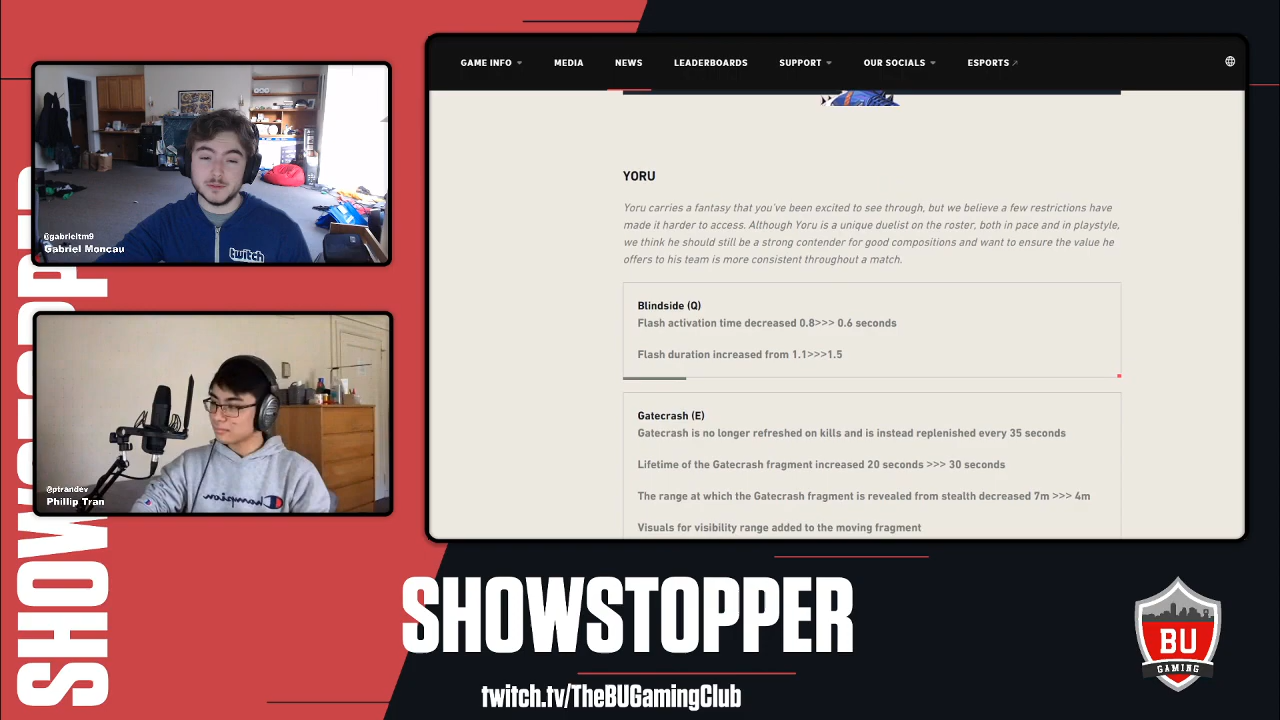 GAME INFO
MEDIA
NEWS
LEADERBOARDS
SUPPORT
OUR SOCIALS
ESPORTS
YORU
Yoru carries a fantasy that you've been excited to see through, but we believe a few restrictions have
made it harder to access. Although Yoru is a unique duelist on the roster, both in pace and in playstyle,
we think he should still be a strong contender for good compositions and want to ensure the value he
offers to his team is more consistent throughout a match.
Blindside (Q)
Flash activation time decreased 0.8>>> 0.6 seconds
Flash duration increased from 1.1>>>1.5
Gatecrash (E)
Gatecrash is no longer refreshed on kills and is instead replenished every 35 seconds
Lifetime of the Gatecrash fragment increased 20 seconds >>> 30 seconds
The range at which the Gatecrash fragment is revealed from stealth decreased 7m >>> 4m
Visuals for visibility range added to the moving fragment
twitch
@gabrieltm9
Gabriel Moncau
Champion
@ptrandev
Phillip Tran
SHOWSTOPPER
SHOWSTOPPER
twitch.tv/TheBUGamingClub
BU
GAMING